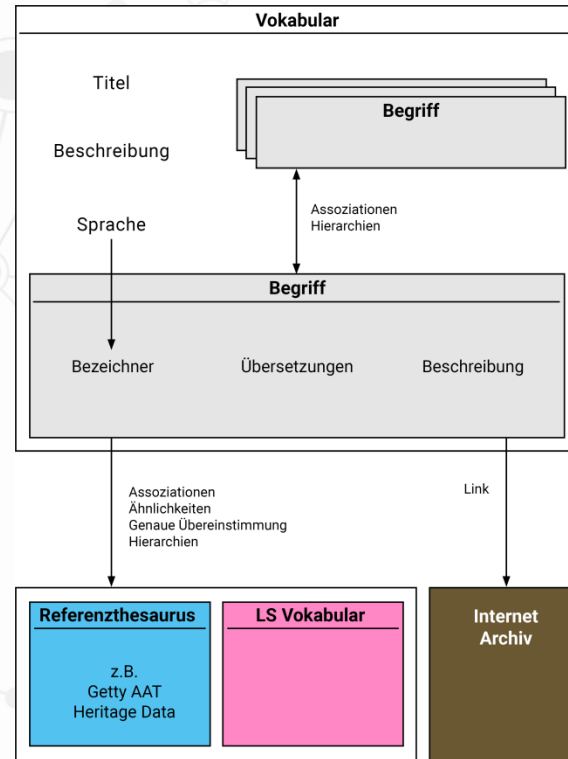 Vokabular
Titel
Begriff
Beschreibung
Assoziationen
Hierarchien
Sprache
Begriff
Bezeichner
Übersetzungen
Beschreibung
Assoziationen
Ähnlichkeiten
Genaue Übereinstimmung
Hierarchien
Link
Referenzthesaurus
z.B.
Getty AAT
Heritage Data
LS Vokabular
Internet
Archiv